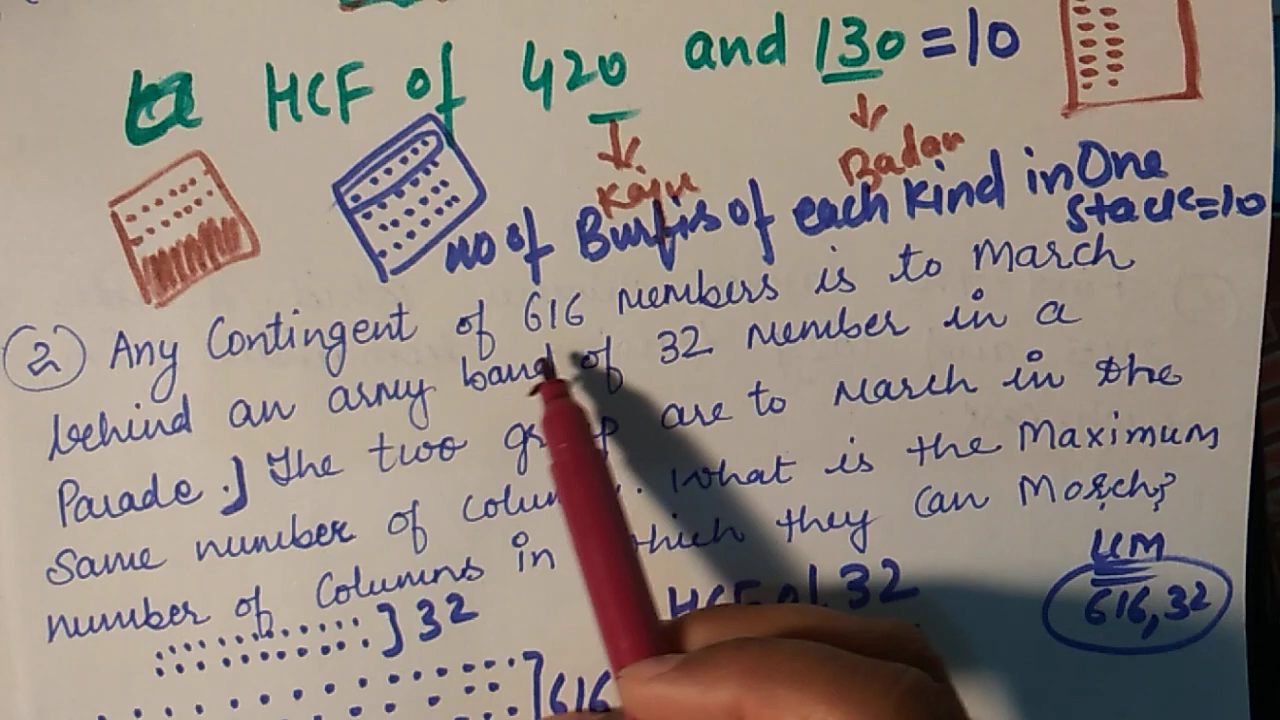 HCF of 420 and 130 = 10
Kaju Badam
no of Burfis of each kind in One
Stack = 10
(2) Any Contingent of 616 members is to March
behind an army band of 32 member in a
Parade.] The two group are to March in the
Same number of colum. What is the Maximum
number of Columns in which they can March?
] 32 HCF of 32 616, 32
] 616